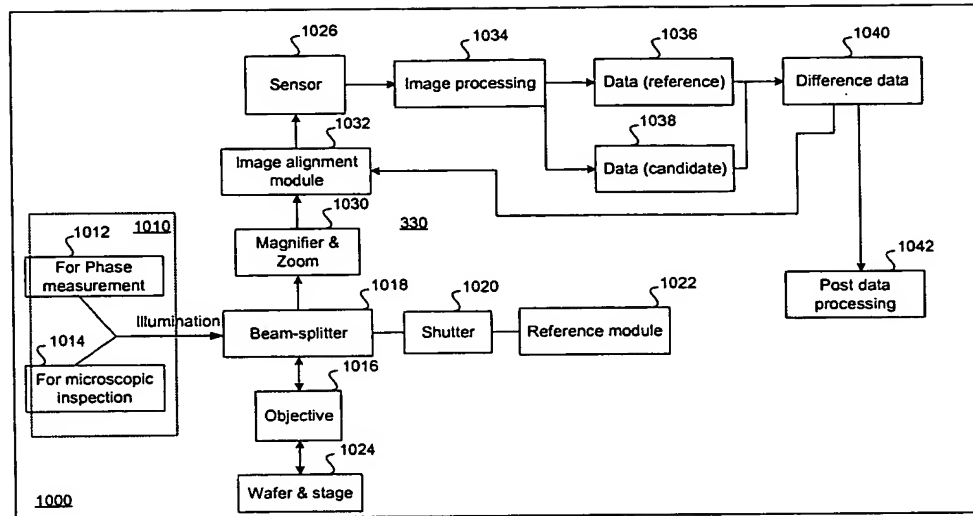 1026
Sensor
1034
Image processing
1036
Data (reference)
1040
Difference data
1038
Data (candidate)
1032
Image alignment
module
1030
Magnifier &
Zoom
330
1010
1012
For Phase
measurement
1042
Post data
processing
Illumination
1018
Beam-splitter
1020
Shutter
1022
Reference module
1014
For microscopic
inspection
1016
Objective
1024
Wafer & stage
1000